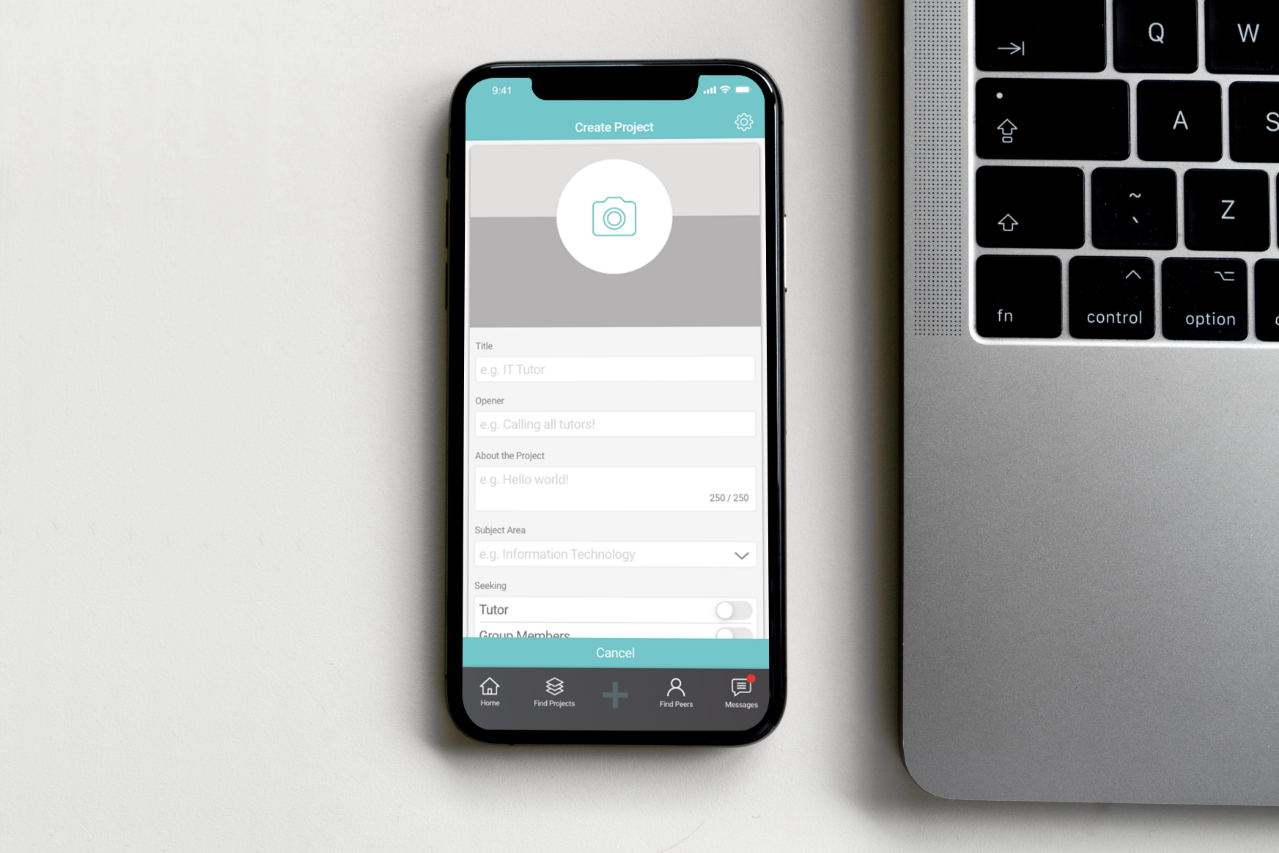 9:41
Create Project
Title
e.g. IT Tutor
Opener
e.g. Calling all tutors!
About the Project
e.g. Hello world!
250 / 250
Subject Area
e.g. Information Technology
Seeking
Tutor
Group Members
Cancel
Home
Find Projects
Find Peers
Messages
Q
W
A
S
~
`
Z
fn
control
option